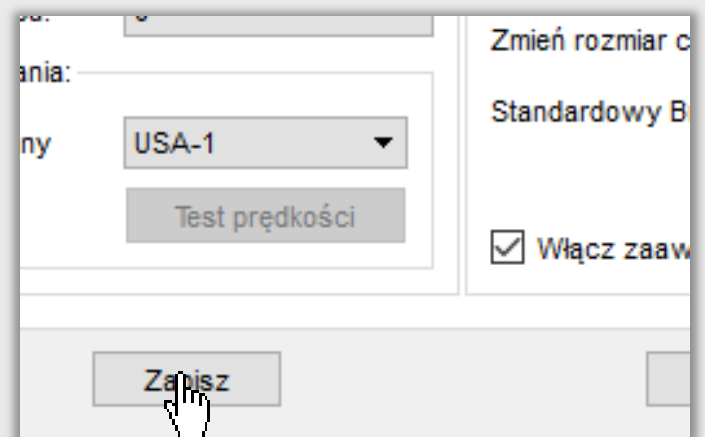 Zmień rozmiar c
ania:
Standardowy B
ny
USA-1
Test prędkości
Włącz zaaw
Zapisz